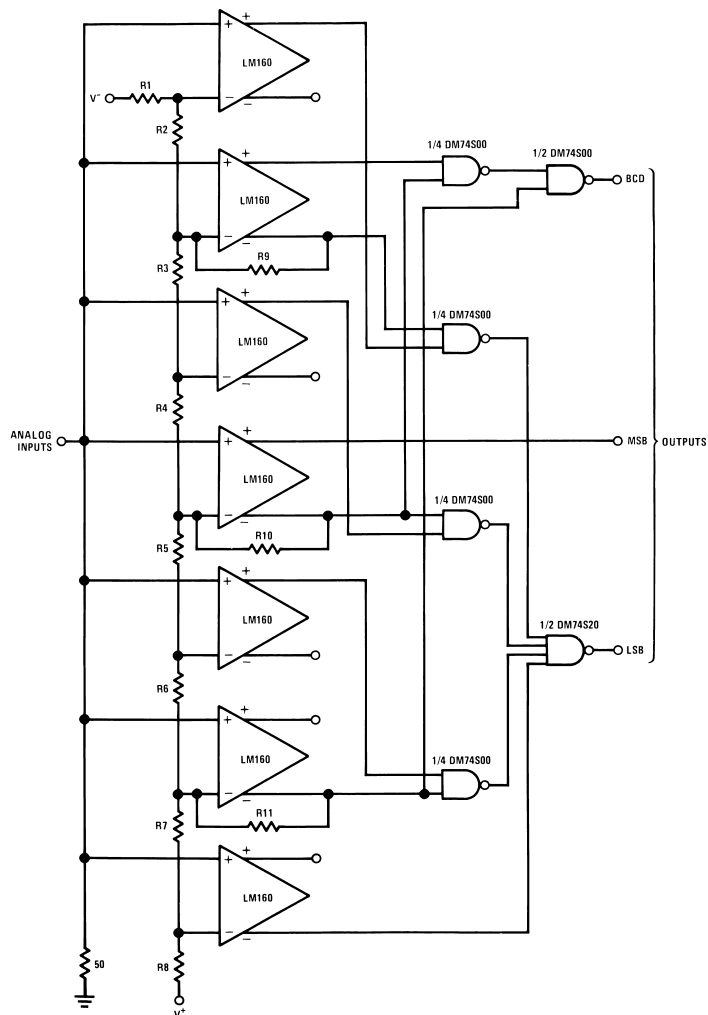 +
+
LM160
R1
V-
−
−
R2
1/4 DM74S00
1/2 DM74S00
+
+
LM160
BCD
−
−
R9
R3
1/4 DM74S00
+
+
LM160
−
−
R4
ANALOG
INPUTS
+
+
MSB
OUTPUTS
LM160
1/4 DM74S00
−
−
R10
R5
+
+
LM160
1/2 DM74S20
LSB
−
−
R6
+
+
LM160
1/4 DM74S00
−
−
R11
R7
+
+
LM160
−
−
50
R8
V+